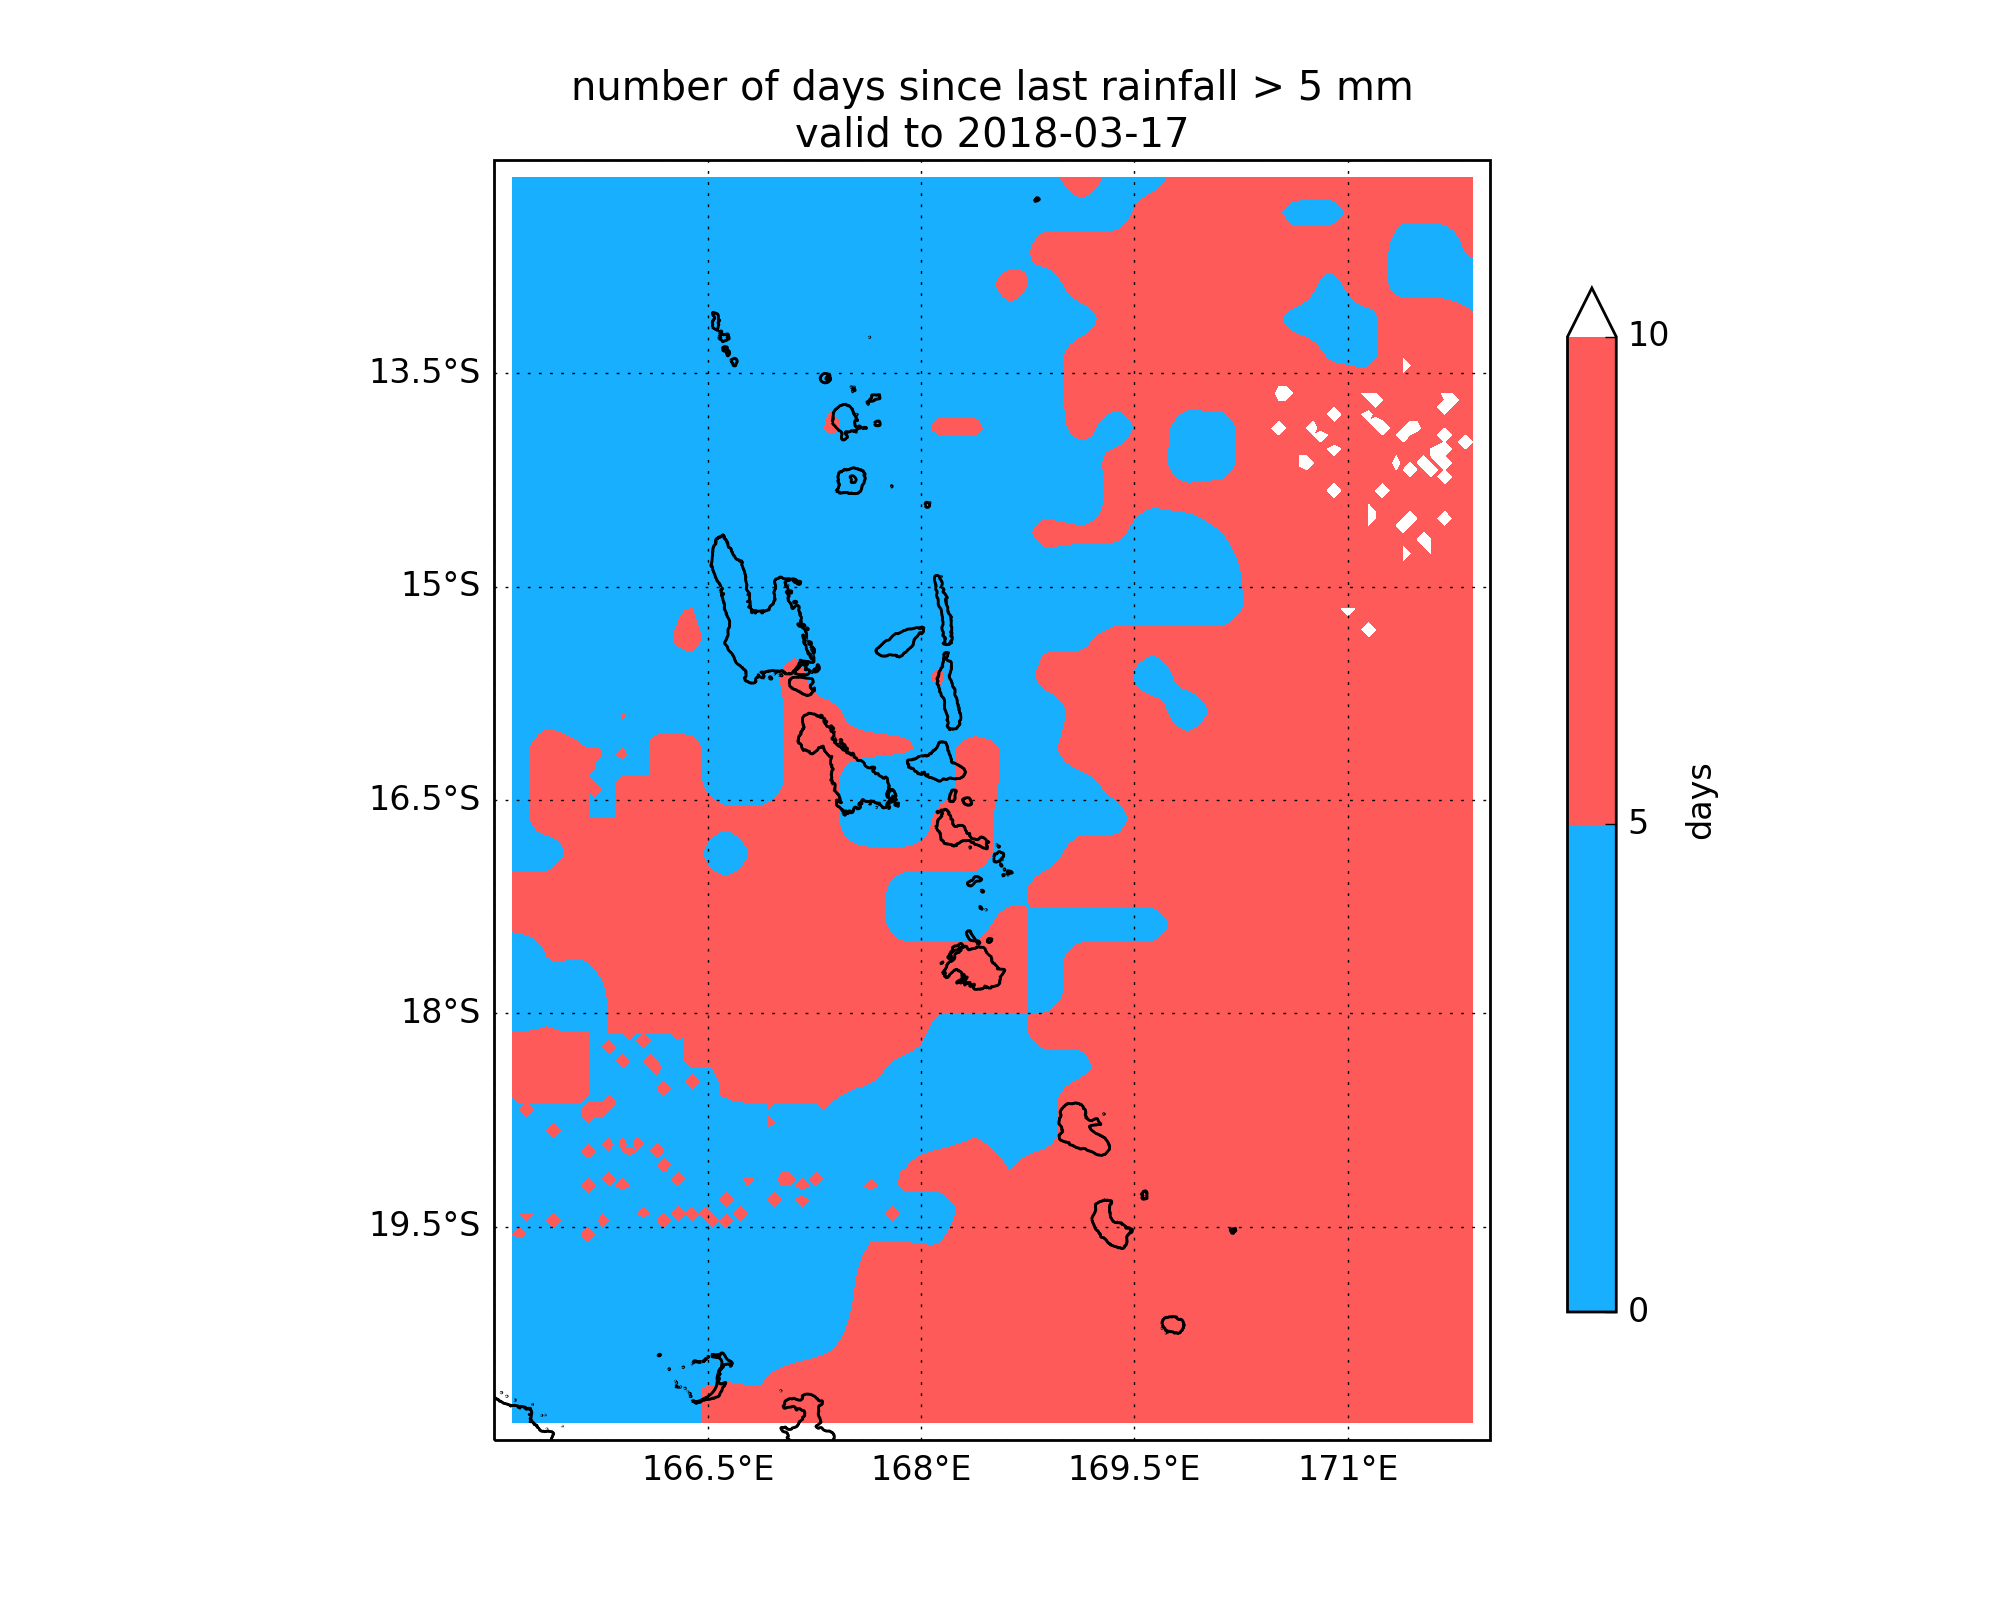 number of days since last rainfall > 5 mm
valid to 2018-03-17
13.5°S
15°S
16.5°S
18°S
19.5°S
166.5°E
168°E
169.5°E
171°E
10
5
0
days